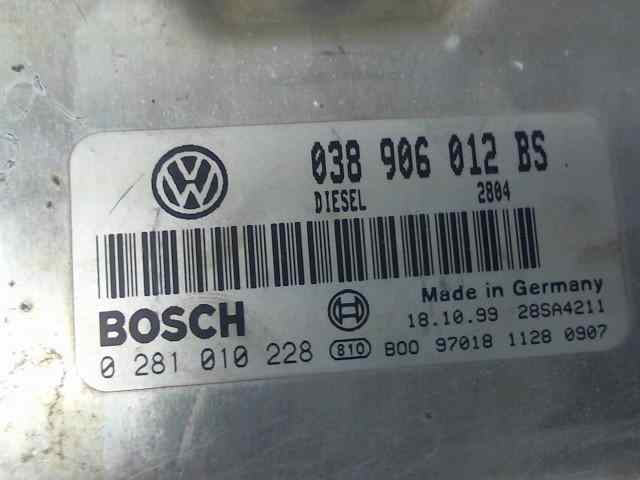 038 906 012 BS
DIESEL 2804
Made in Germany
BOSCH 18.10.99 28SA4211
0 281 010 228 810 B00 97018 1128 0907